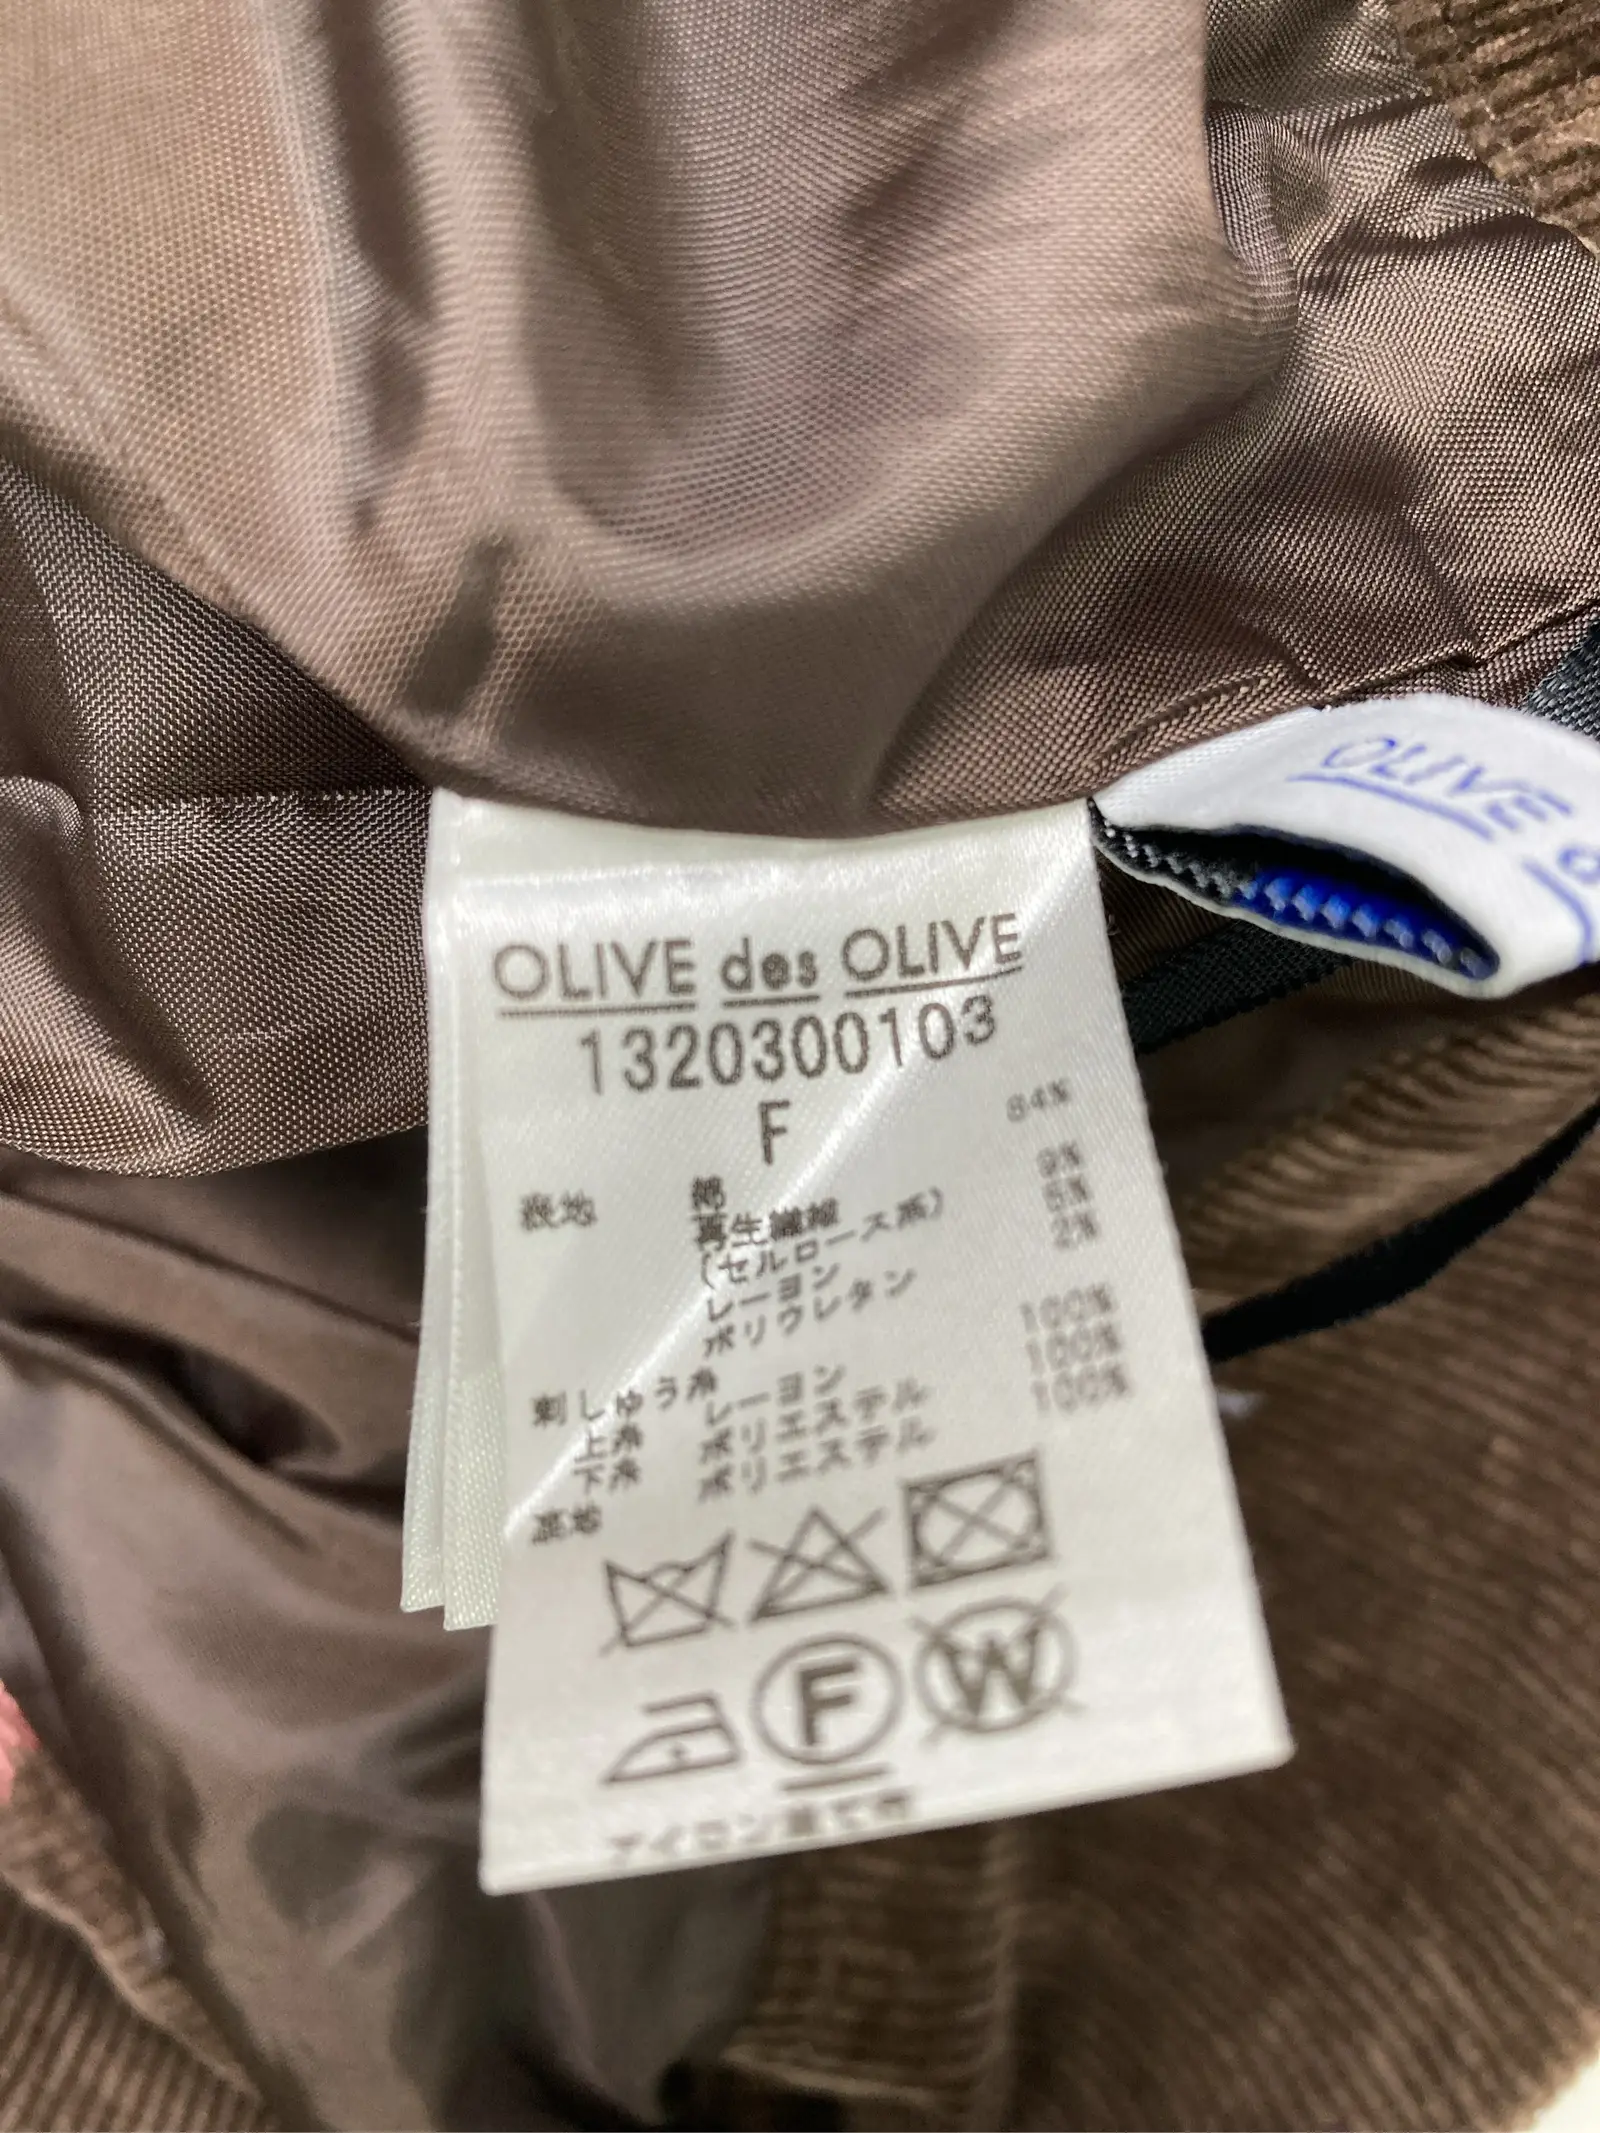 OLIVE
OLIVE des OLIVE
1320300103
F
表地 綿 84%
再生繊維
(セルロース系) 9%
レーヨン 5%
ポリウレタン 2%
刺しゅう糸
上糸 レーヨン 100%
下糸 ポリエステル 100%
裏地 ポリエステル 100%
F
W
アイロン当て布